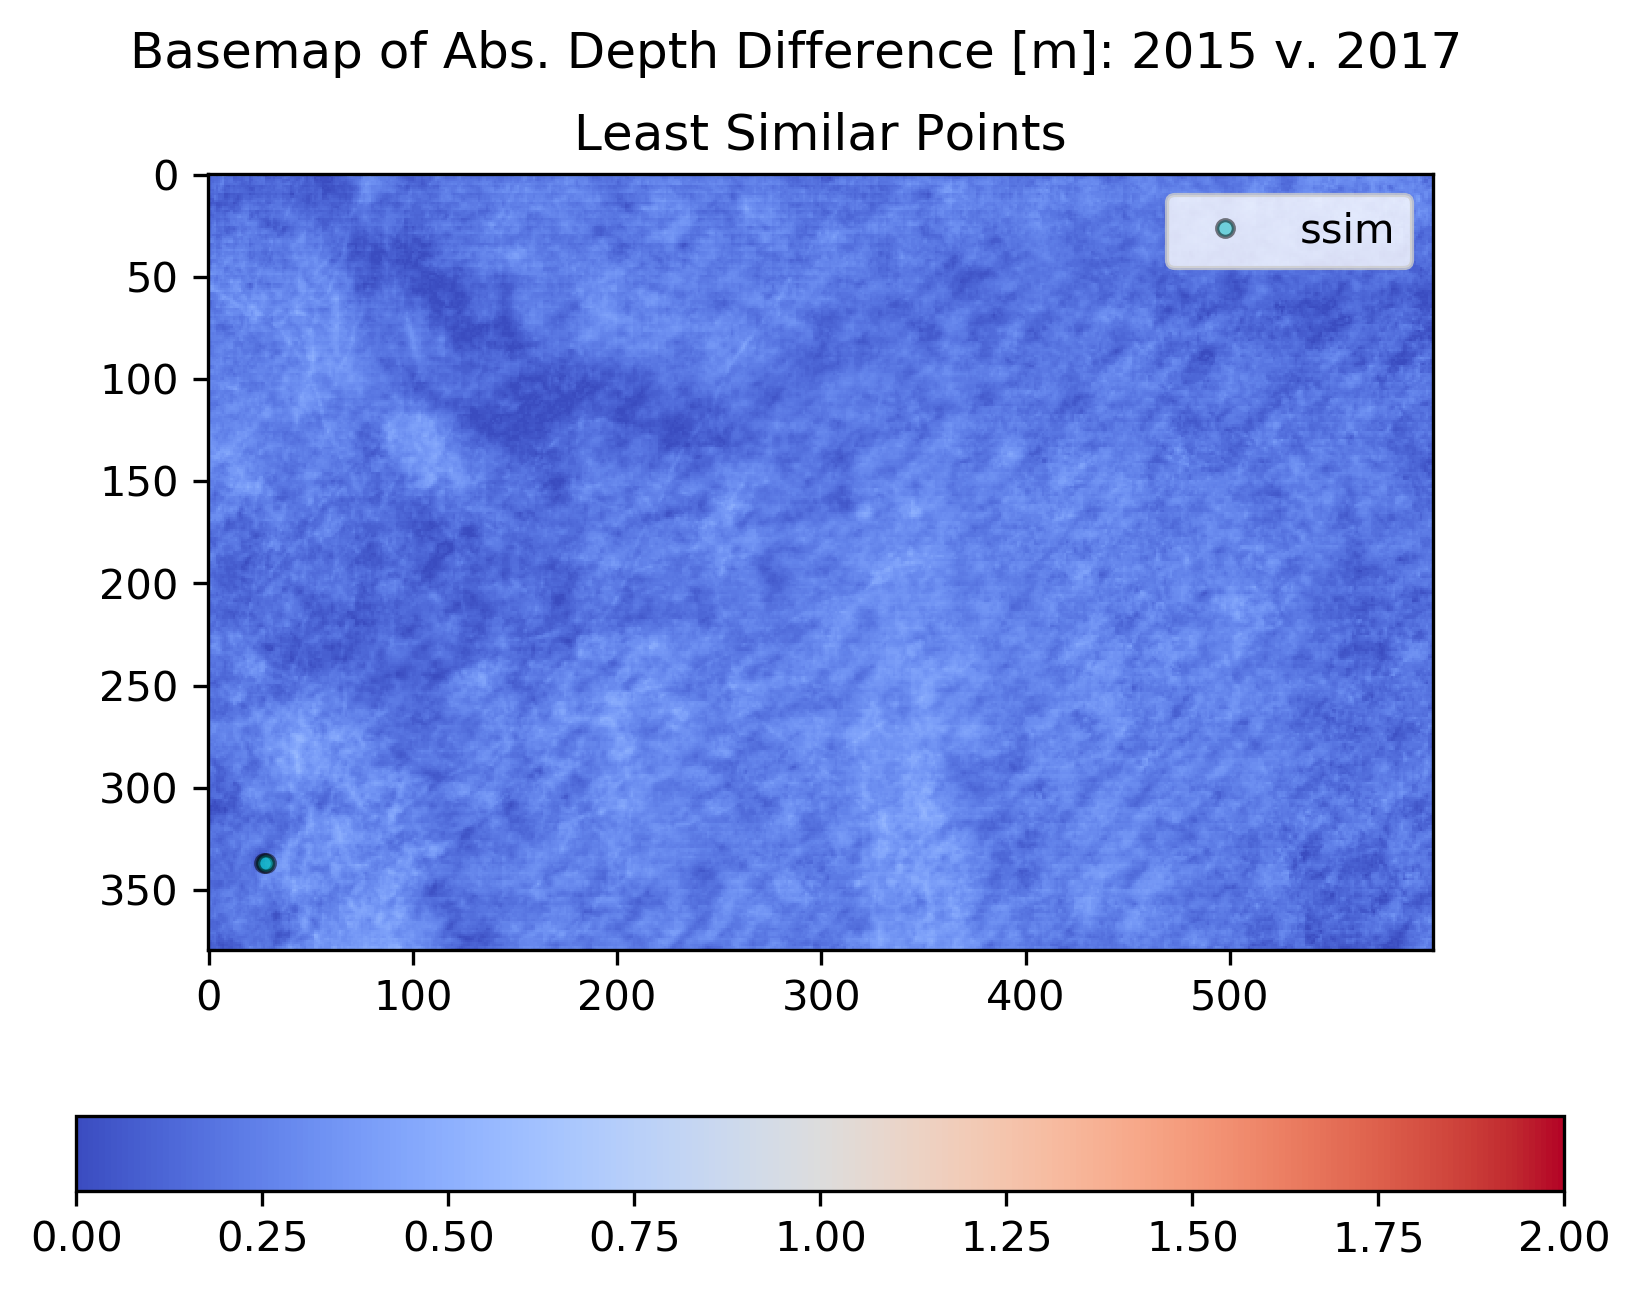 Basemap of Abs. Depth Difference [m]: 2015 v. 2017
Least Similar Points
ssim
0
50
100
150
200
250
300
350
0 100 200 300 400 500
0.00 0.25 0.50 0.75 1.00 1.25 1.50 1.75 2.00